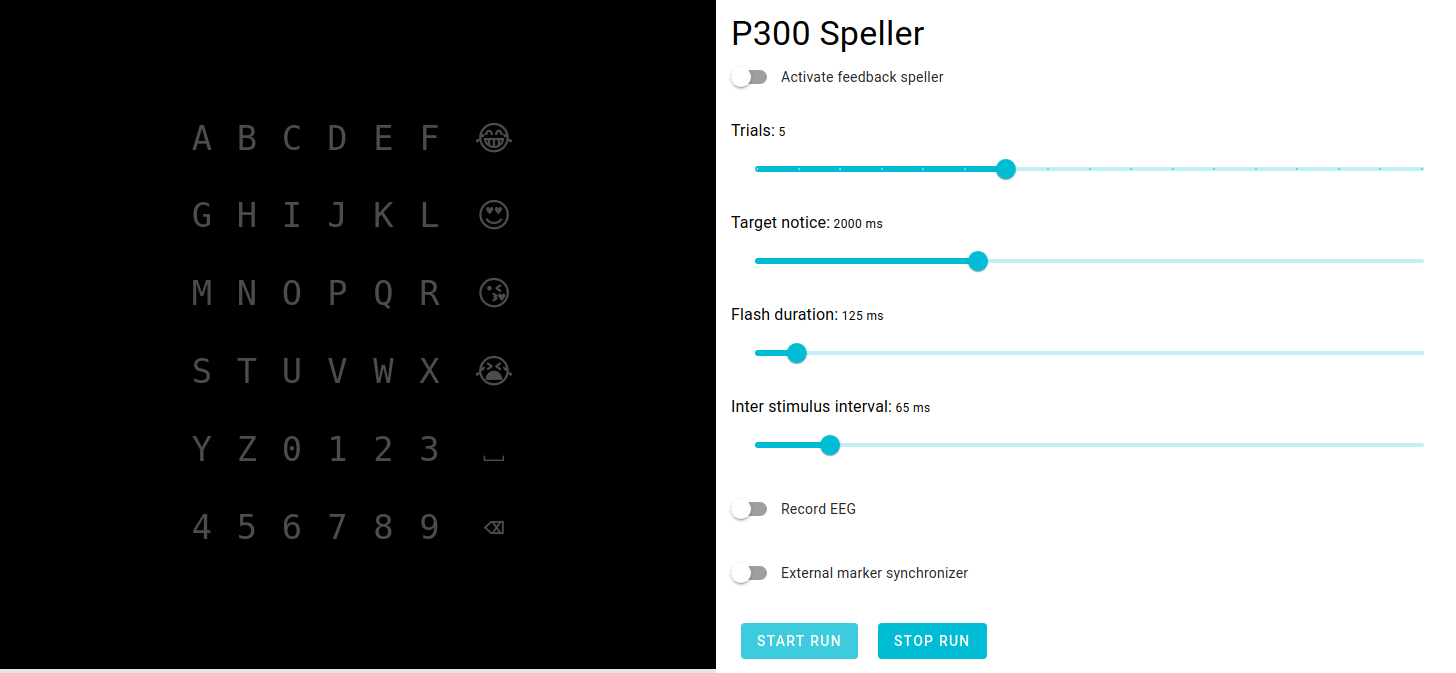 A B C D E F 😂
G H I J K L 😍
M N O P Q R 😘
S T U V W X 😭
Y Z 0 1 2 3 ⎵
4 5 6 7 8 9 ⌫
P300 Speller
Activate feedback speller
Trials: 5
Target notice: 2000 ms
Flash duration: 125 ms
Inter stimulus interval: 65 ms
Record EEG
External marker synchronizer
START RUN STOP RUN